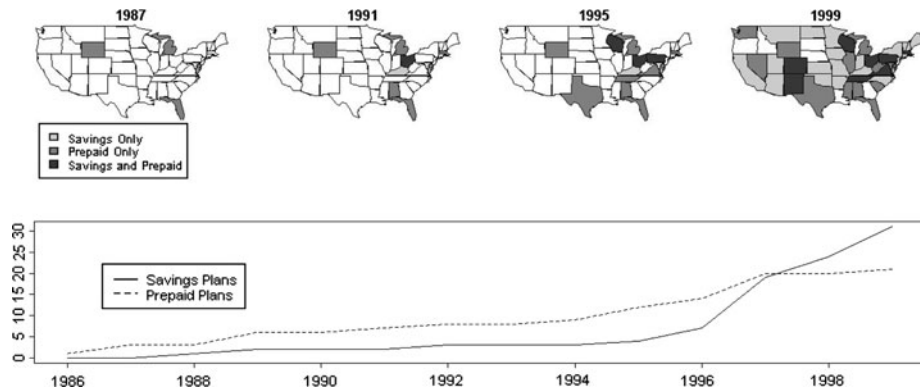 1987 1991 1995 1999
Savings Only
Prepaid Only
Savings and Prepaid
30
25
20
15
10
5
0
Savings Plans
Prepaid Plans
1986 1988 1990 1992 1994 1996 1998